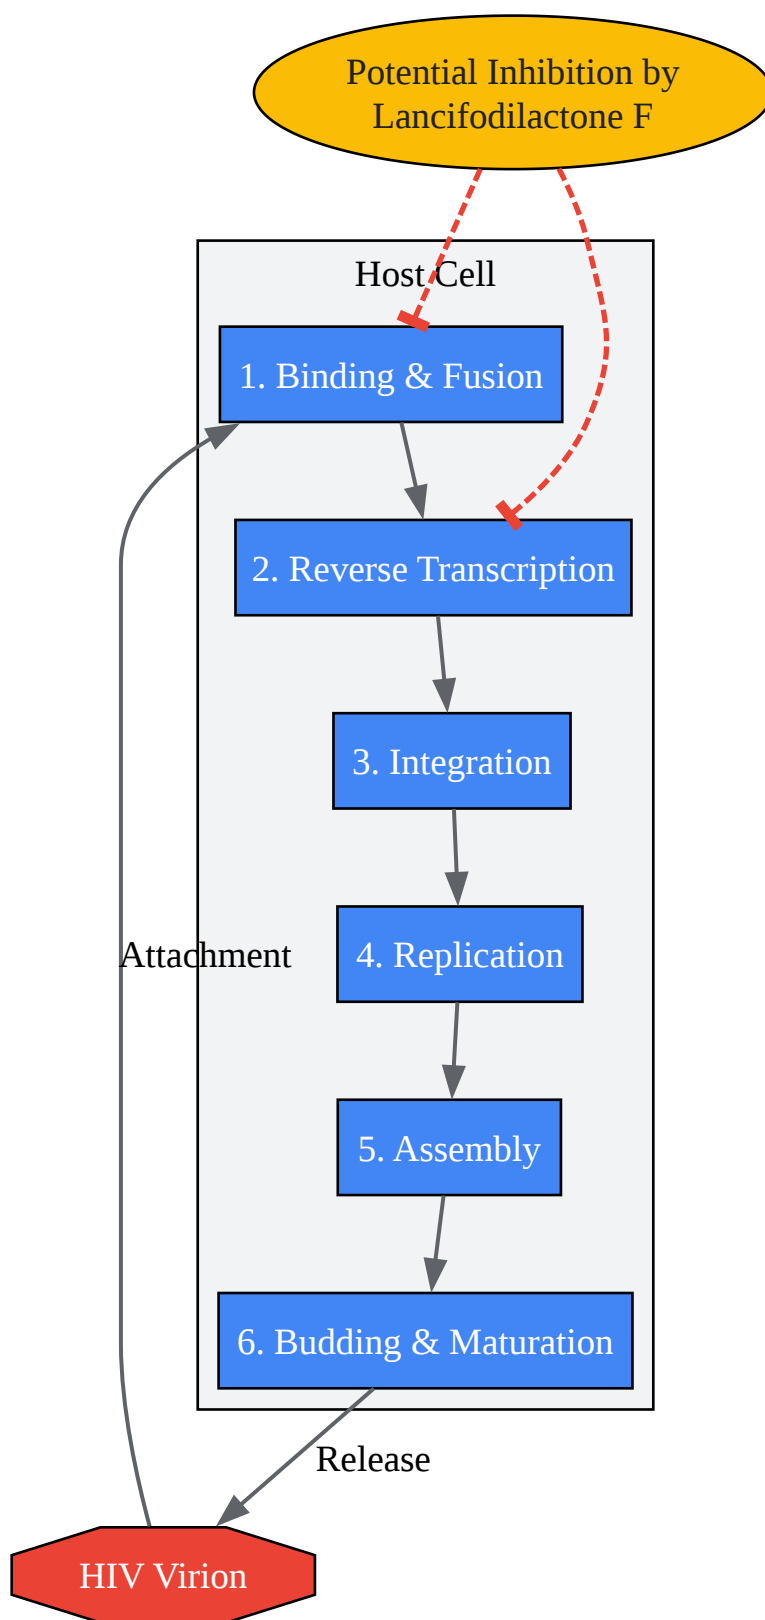 Potential Inhibition by
Lancifodilactone F
Host Cell
1. Binding & Fusion
2. Reverse Transcription
3. Integration
4. Replication
Attachment
5. Assembly
6. Budding & Maturation
Release
HIV Virion